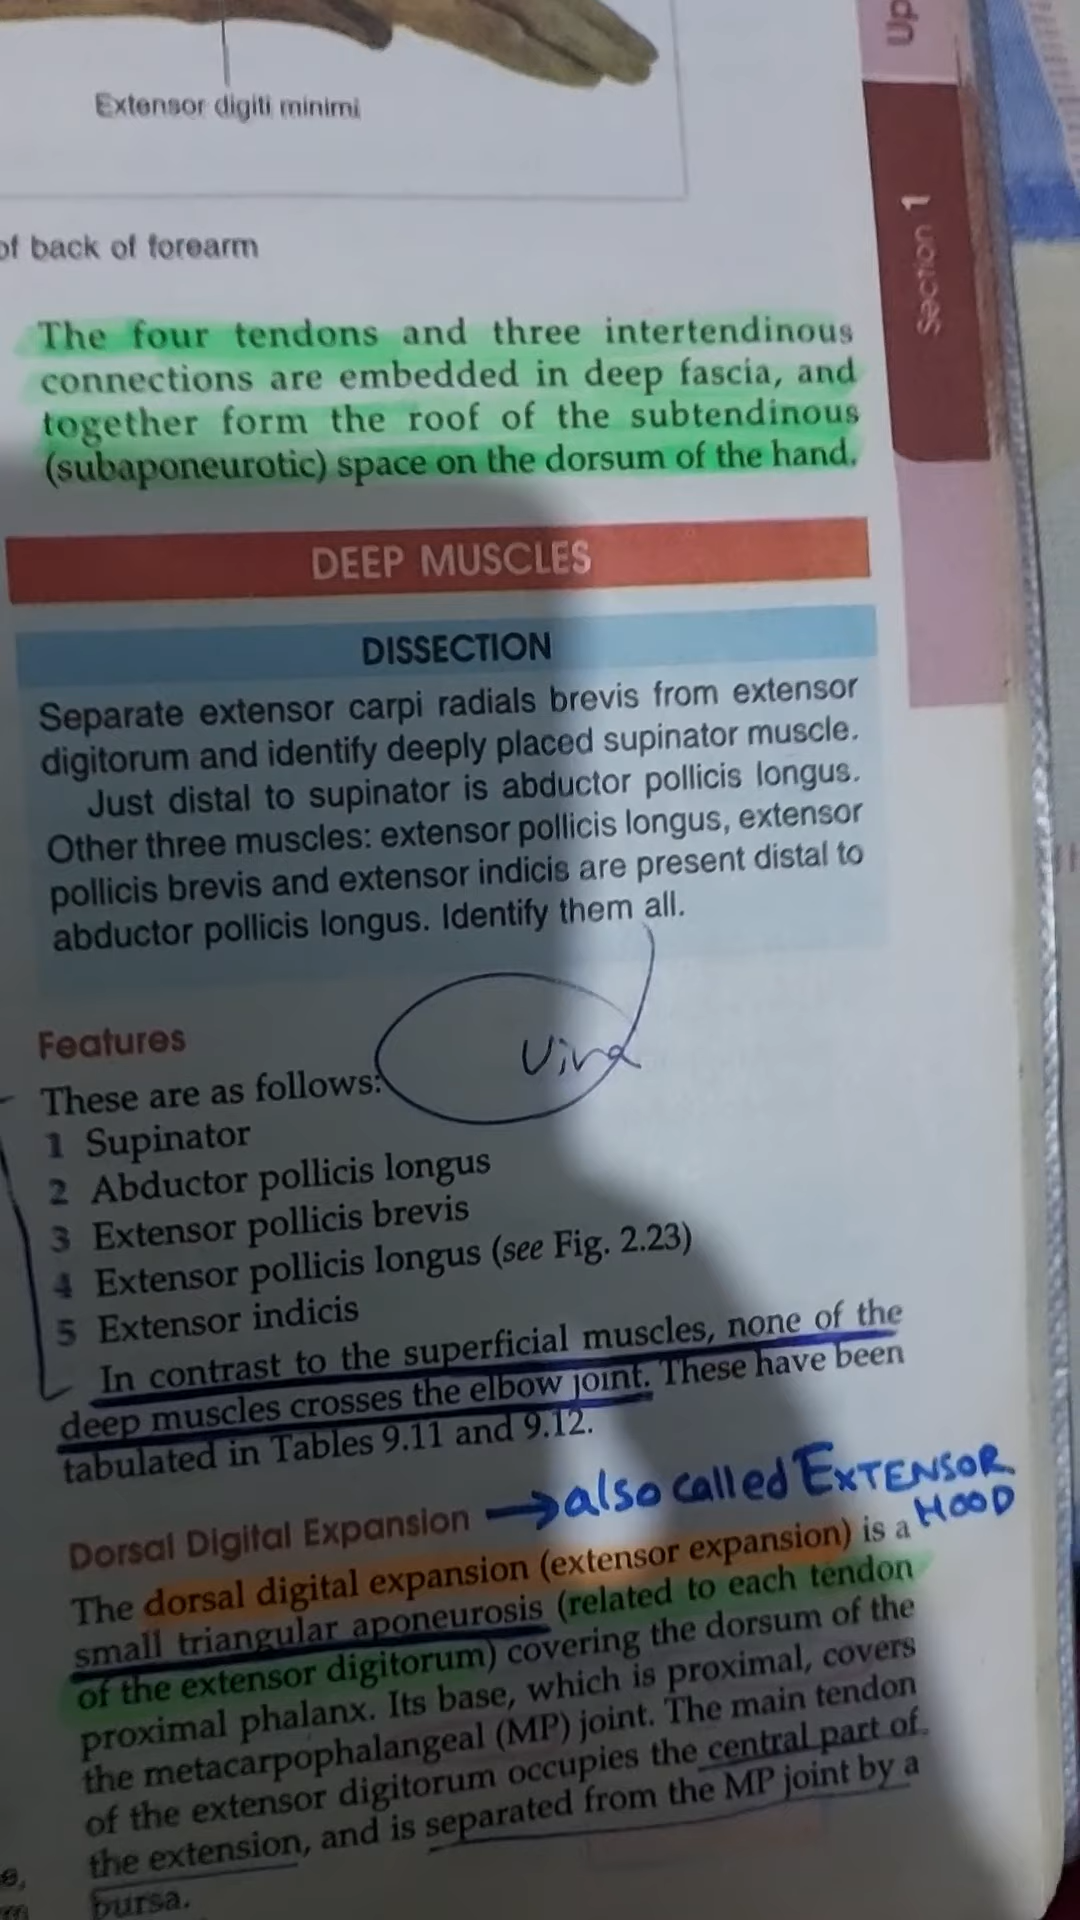 Up
Extensor digiti minimi
Section 1
of back of forearm
The four tendons and three intertendinous
connections are embedded in deep fascia, and
together form the roof of the subtendinous
(subaponeurotic) space on the dorsum of the hand.
DEEP MUSCLES
DISSECTION
Separate extensor carpi radials brevis from extensor
digitorum and identify deeply placed supinator muscle.
Just distal to supinator is abductor pollicis longus.
Other three muscles: extensor pollicis longus, extensor
pollicis brevis and extensor indicis are present distal to
abductor pollicis longus. Identify them all.
Viva
Features
These are as follows:
1 Supinator
2 Abductor pollicis longus
3 Extensor pollicis brevis
4 Extensor pollicis longus (see Fig. 2.23)
5 Extensor indicis
In contrast to the superficial muscles, none of the
deep muscles crosses the elbow joint. These have been
tabulated in Tables 9.11 and 9.12.
Dorsal Digital Expansion → also called EXTENSOR
HOOD
The dorsal digital expansion (extensor expansion) is a
small triangular aponeurosis (related to each tendon
of the extensor digitorum) covering the dorsum of the
proximal phalanx. Its base, which is proximal, covers
the metacarpophalangeal (MP) joint. The main tendon
of the extensor digitorum occupies the central part of
the extension, and is separated from the MP joint by a
bursa.